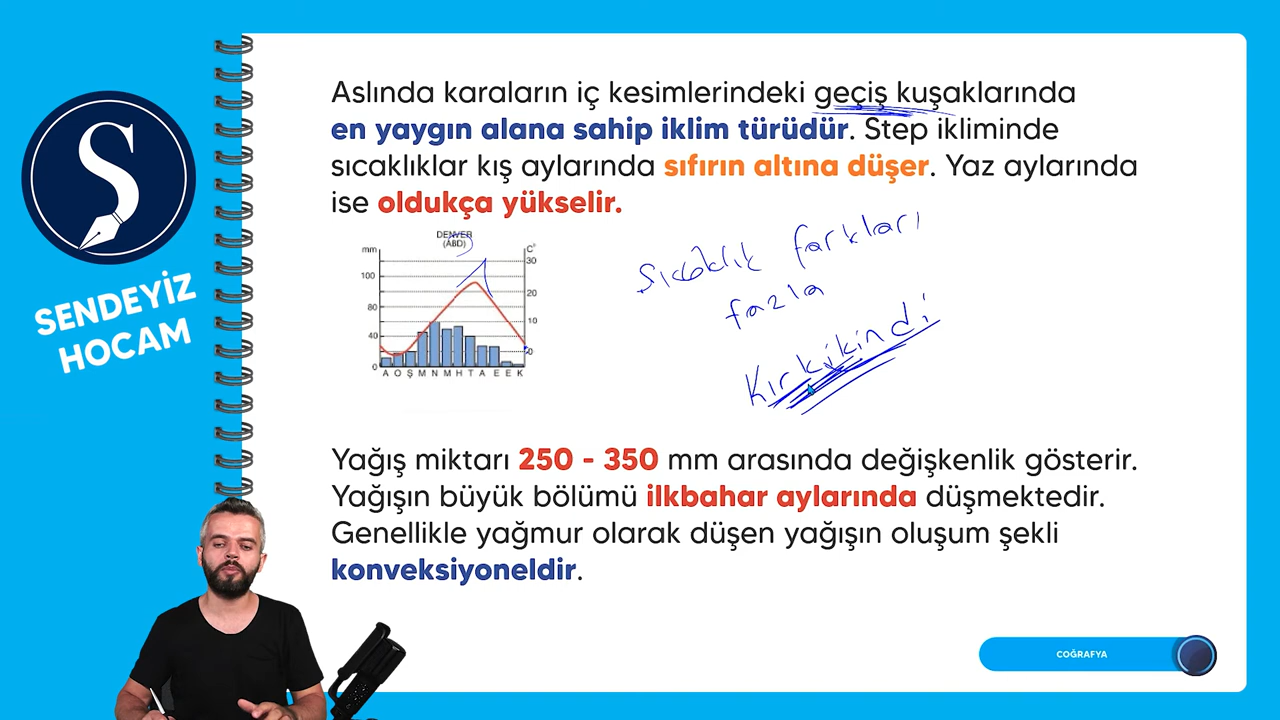 S
SENDEYİZ
HOCAM
Aslında karaların iç kesimlerindeki geçiş kuşaklarında
en yaygın alana sahip iklim türüdür. Step ikliminde
sıcaklıklar kış aylarında sıfırın altına düşer. Yaz aylarında
ise oldukça yükselir.
DENVER
(ABD)
mm
C°
100
80
40
0
30
20
10
0
A O Ş M N M H T A E E K
Sıcaklık farkları
fazla
Kırkikindi
Yağış miktarı 250 - 350 mm arasında değişkenlik gösterir.
Yağışın büyük bölümü ilkbahar aylarında düşmektedir.
Genellikle yağmur olarak düşen yağışın oluşum şekli
konveksiyoneldir.
COĞRAFYA